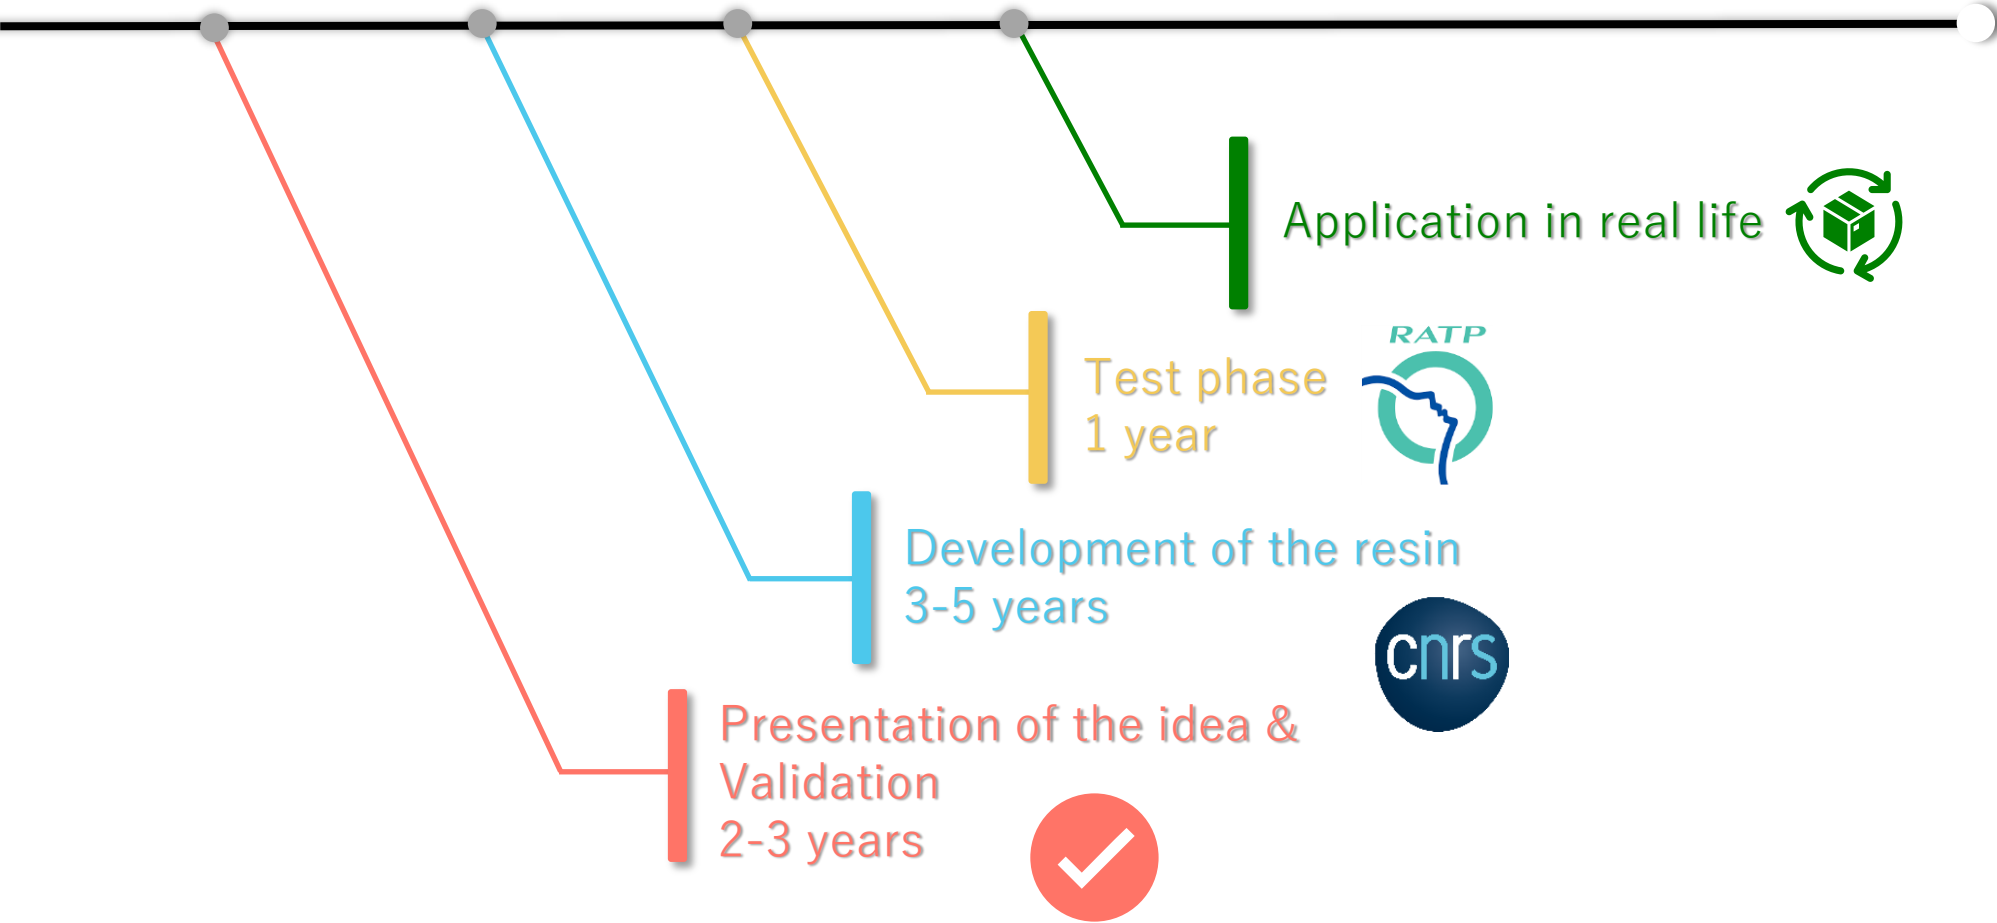 Application in real life
RATP
Test phase
1 year
Development of the resin
3-5 years
cnrs
Presentation of the idea &
Validation
2-3 years